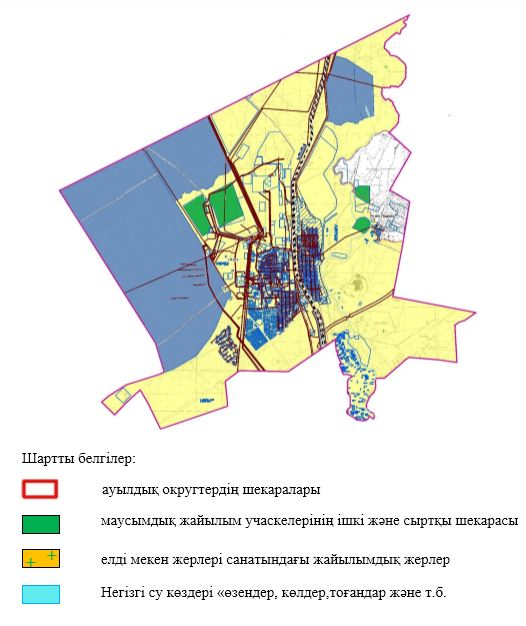 Шартты белгілер:
ауылдық округтердің шекаралары
маусымдық жайылым учаскелерінің ішкі және сыртқы шекарасы
елді мекен жерлері санатындағы жайылымдық жерлер
Негізгі су көздері «өзендер, көлдер,тоғандар және т.б.